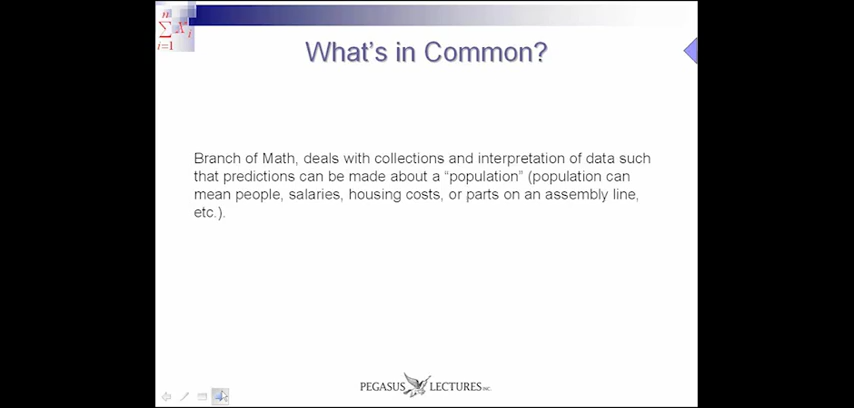 n
∑ X i
i=1
What's in Common?
Branch of Math, deals with collections and interpretation of data such
that predictions can be made about a “population” (population can
mean people, salaries, housing costs, or parts on an assembly line,
etc.).
PEGASUS LECTURES INC.